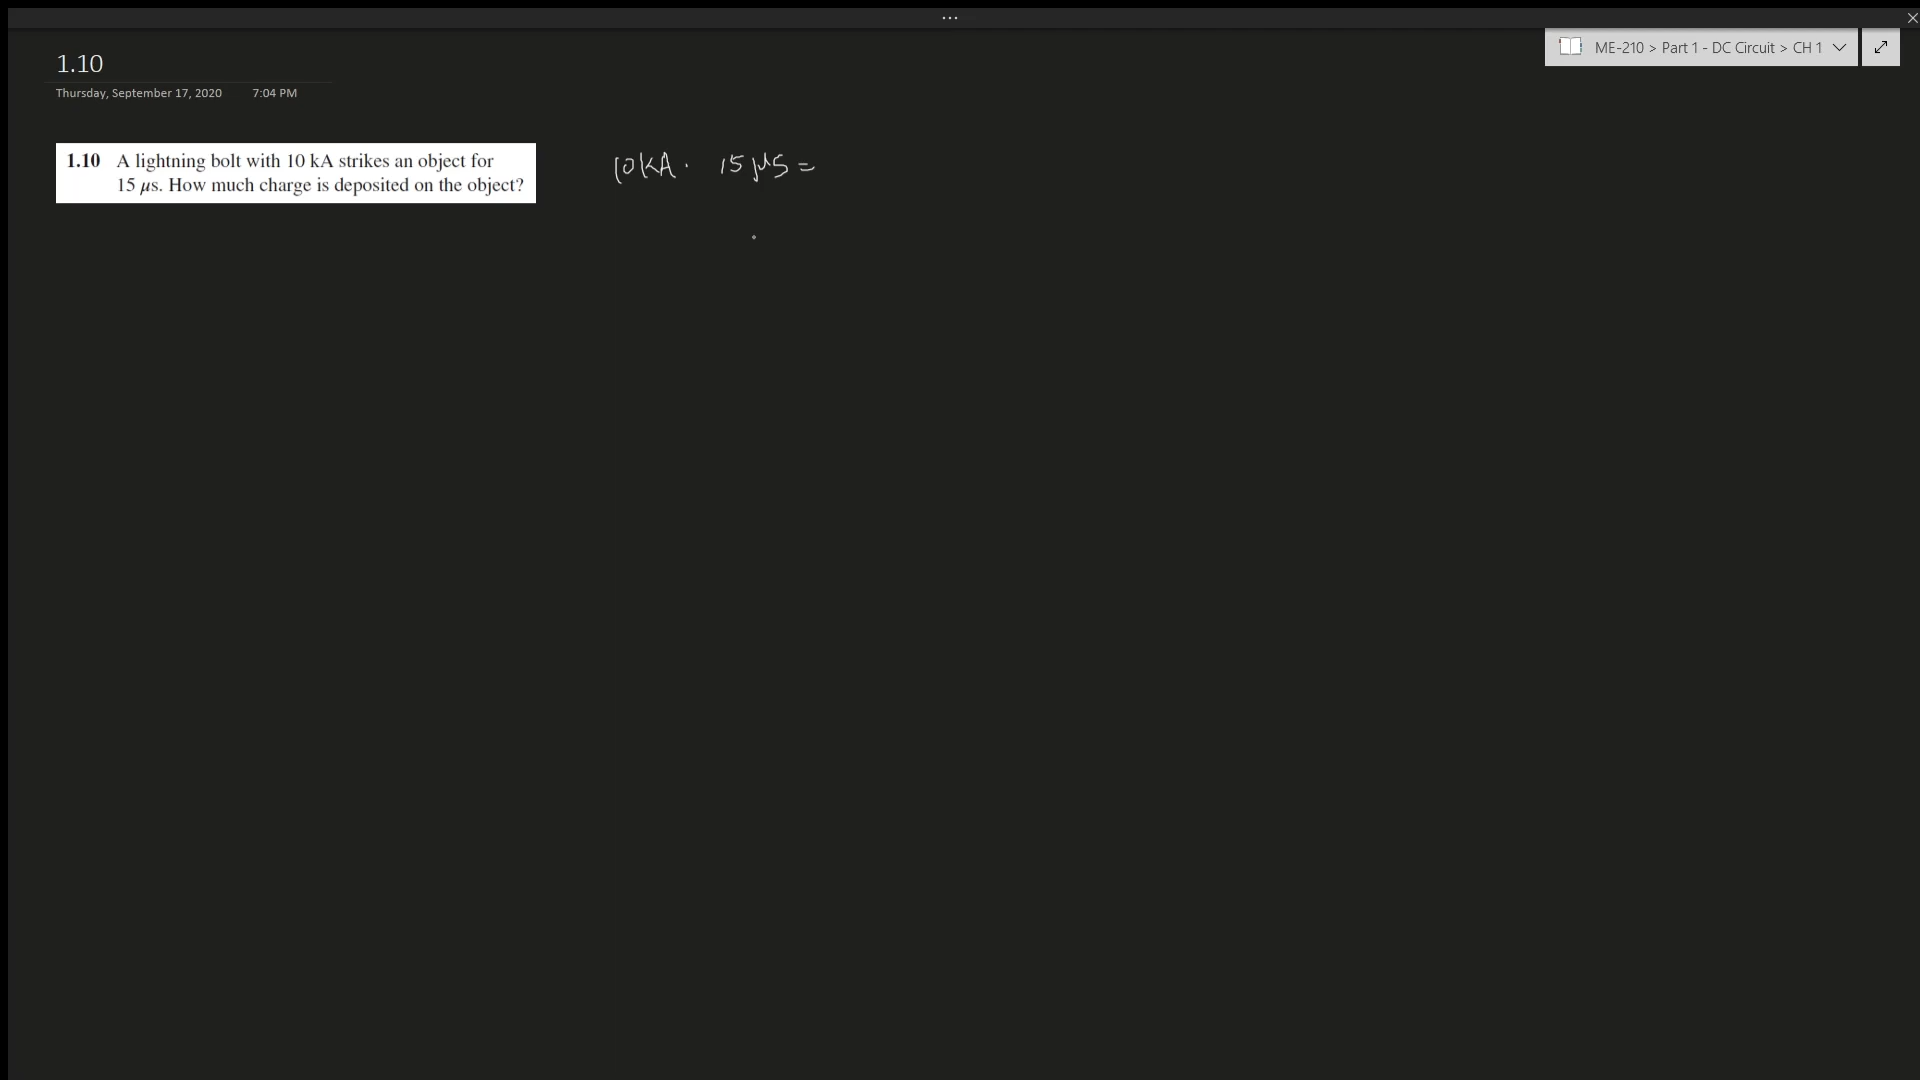 ...
ME-210 > Part 1 - DC Circuit > CH 1
1.10
Thursday, September 17, 2020 7:04 PM
1.10 A lightning bolt with 10 kA strikes an object for
15 μs. How much charge is deposited on the object?
10kA · 15 μs =